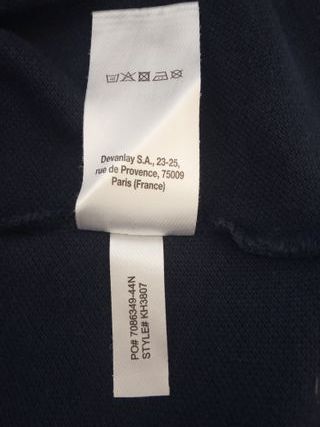 Devanlay S.A., 23-25,
rue de Provence, 75009
Paris (France)
PO# 7086349-44N
STYLE# KH3807